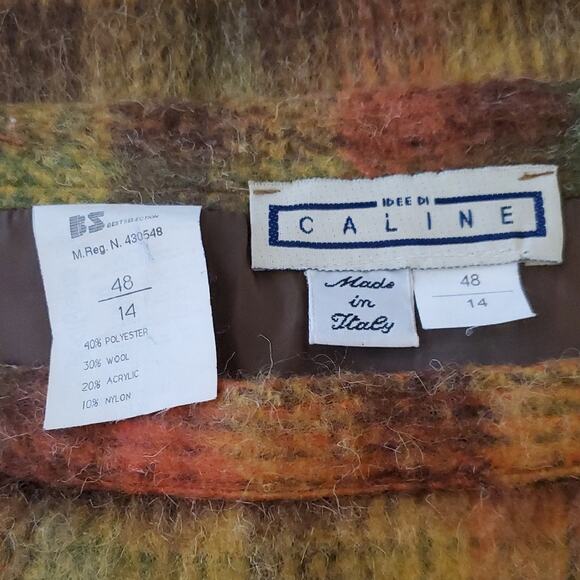 BS BEST SELECTION
M.Reg. N. 430548
48
14
40% POLYESTER
30% WOOL
20% ACRYLIC
10% NYLON
IDEE DI
CALINE
Made
in
Italy
48
14